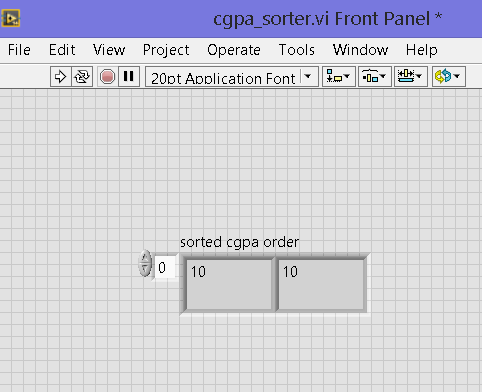 cgpa_sorter.vi Front Panel *
File Edit View Project Operate Tools Window Help
20pt Application Font
sorted cgpa order
0 10 10